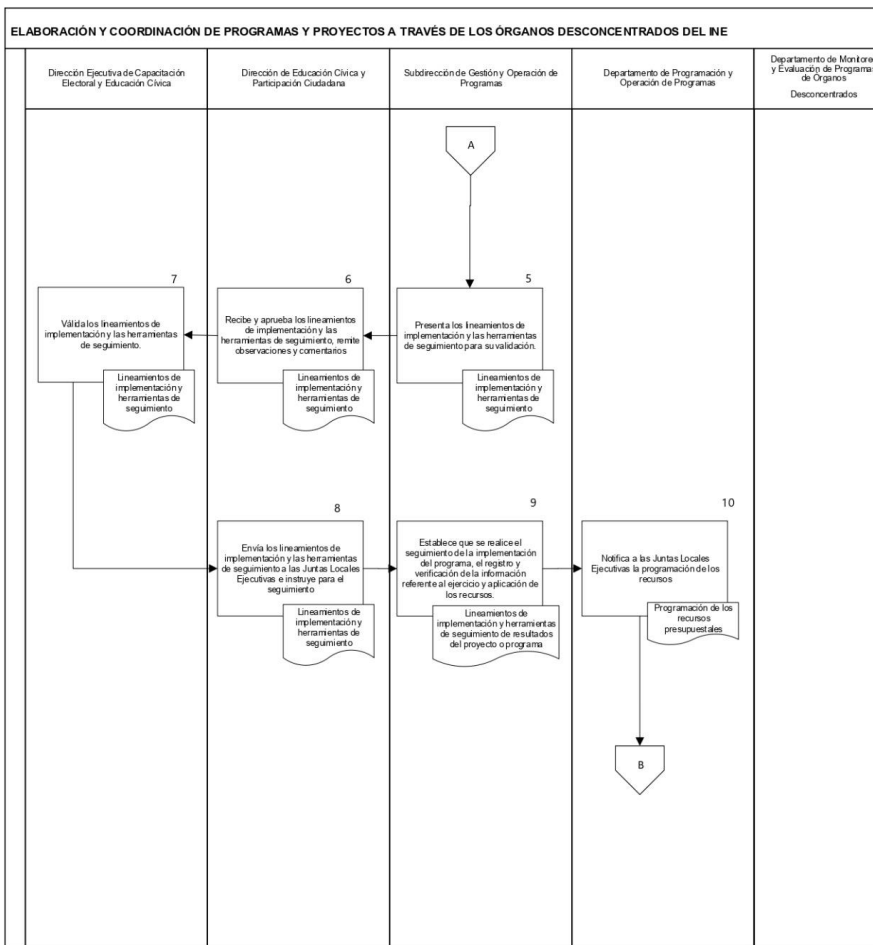 ELABORACIÓN Y COORDINACIÓN DE PROGRAMAS Y PROYECTOS A TRAVÉS DE LOS ÓRGANOS DESCONCENTRADOS DEL INE
Dirección Ejecutiva de Capacitación
Electoral y Educación Cívica
Dirección de Educación Cívica y
Participación Ciudadana
Subdirección de Gestión y Operación de
Programas
Departamento de Programación y
Operación de Programas
Departamento de
y Evaluación de
de Órganos
Desconcentrados
A
7
Válida los lineamientos de
implementación y las herramientas
de seguimiento.
Lineamientos de
implementación y
herramientas de
seguimiento
6
Recibe y aprueba los lineamientos
de implementación y las
herramientas de seguimiento, remite
observaciones y comentarios
Lineamientos de
implementación y
herramientas de
seguimiento
5
Presenta los lineamientos de
implementación y las herramientas
de seguimiento para su validación.
Lineamientos de
implementación y
herramientas de
seguimiento
8
Envía los lineamientos de
implementación y las herramientas
de seguimiento a las Juntas Locales
Ejecutivas e instruye para el
seguimiento
Lineamientos de
implementación y
herramientas de
seguimiento
9
Establece que se realice el
seguimiento de la implementación
del programa, el registro y
verificación de la información
referente al ejercicio y aplicación de
los recursos.
Lineamientos de
implementación y herramientas
de seguimiento de resultados
del proyecto o programa
10
Notifica a las Juntas Locales
Ejecutivas la programación de los
recursos
Programación de los
recursos
presupuestales
B